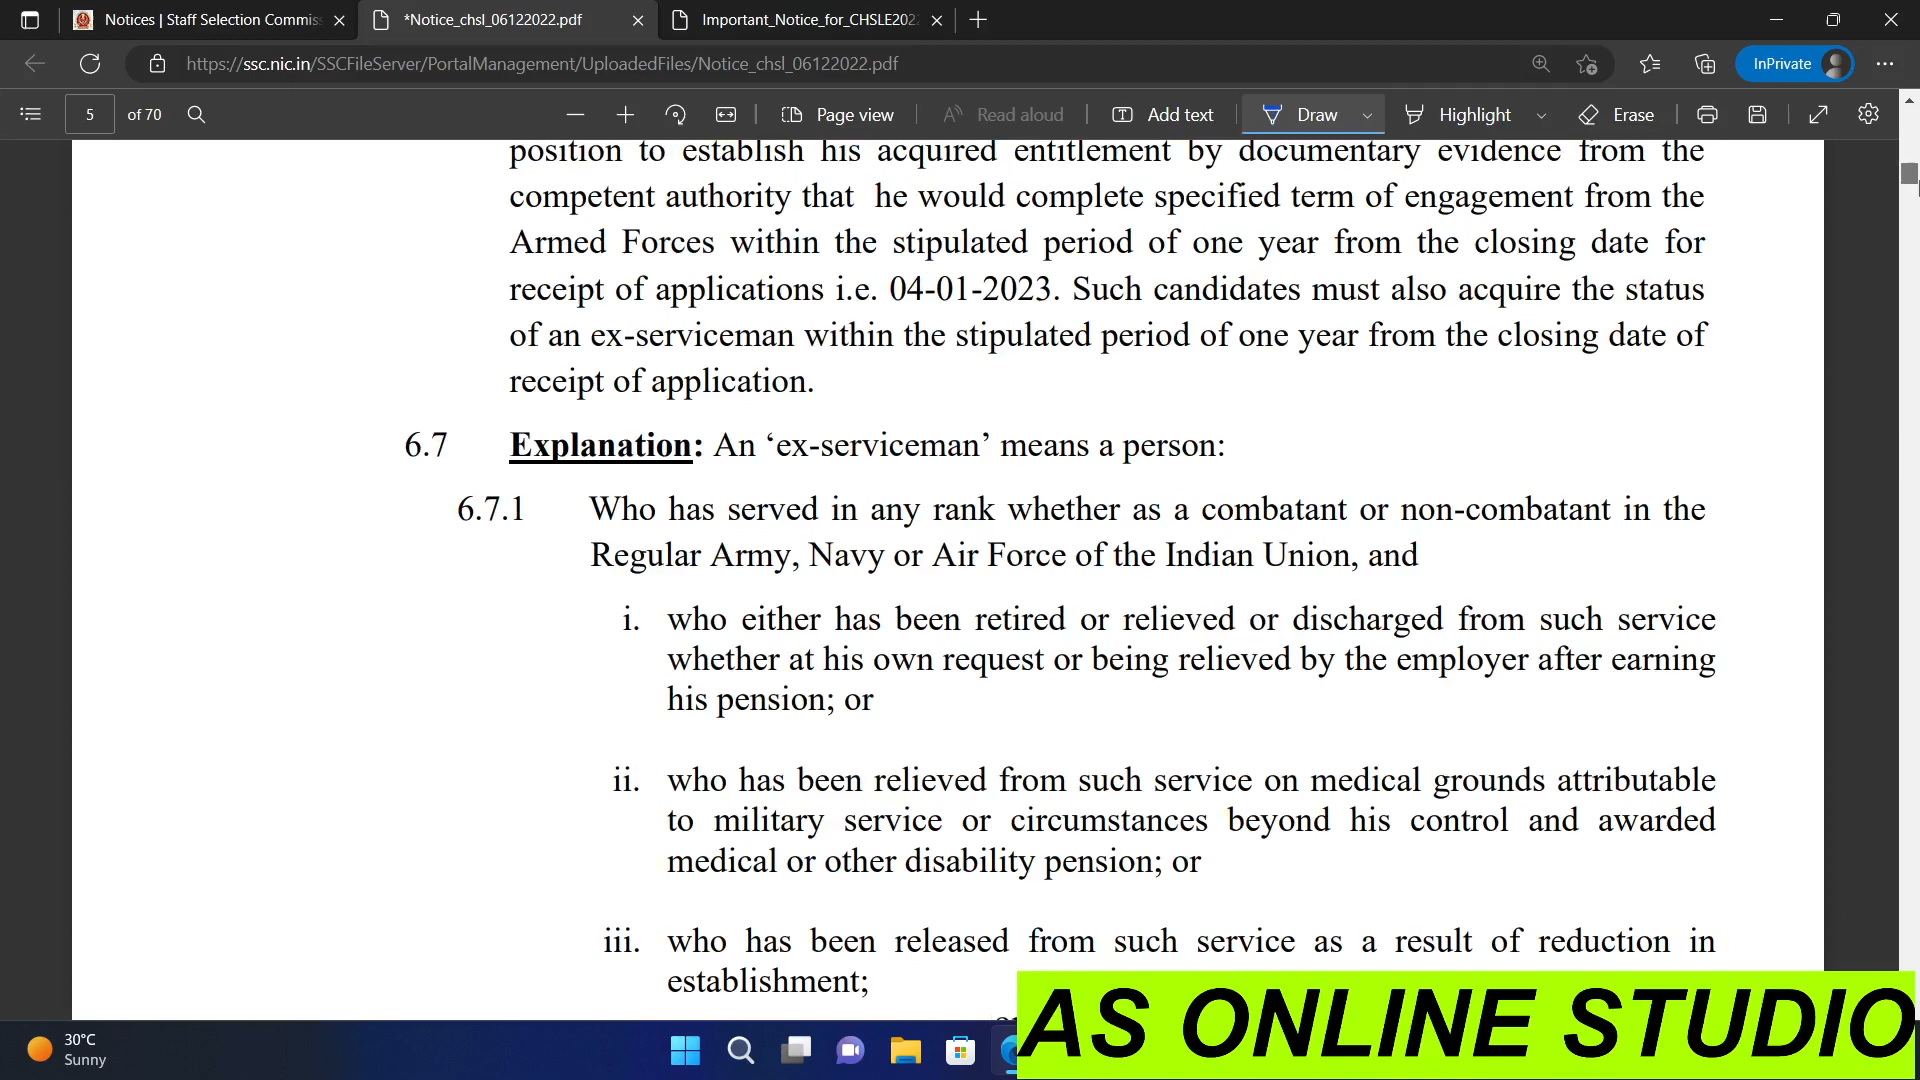 Notices | Staff Selection Commiss
*Notice_chsl_06122022.pdf
Important_Notice_for_CHSLE202
https://ssc.nic.in/SSCFileServer/PortalManagement/UploadedFiles/Notice_chsl_06122022.pdf
InPrivate
5 of 70
Page view
Read aloud
Add text
Draw
Highlight
Erase
position to establish his acquired entitlement by documentary evidence from the
competent authority that he would complete specified term of engagement from the
Armed Forces within the stipulated period of one year from the closing date for
receipt of applications i.e. 04-01-2023. Such candidates must also acquire the status
of an ex-serviceman within the stipulated period of one year from the closing date of
receipt of application.
6.7 Explanation: An ‘ex-serviceman’ means a person:
6.7.1 Who has served in any rank whether as a combatant or non-combatant in the
Regular Army, Navy or Air Force of the Indian Union, and
i. who either has been retired or relieved or discharged from such service
whether at his own request or being relieved by the employer after earning
his pension; or
ii. who has been relieved from such service on medical grounds attributable
to military service or circumstances beyond his control and awarded
medical or other disability pension; or
iii. who has been released from such service as a result of reduction in
establishment;
AS ONLINE STUDIO
30°C
Sunny